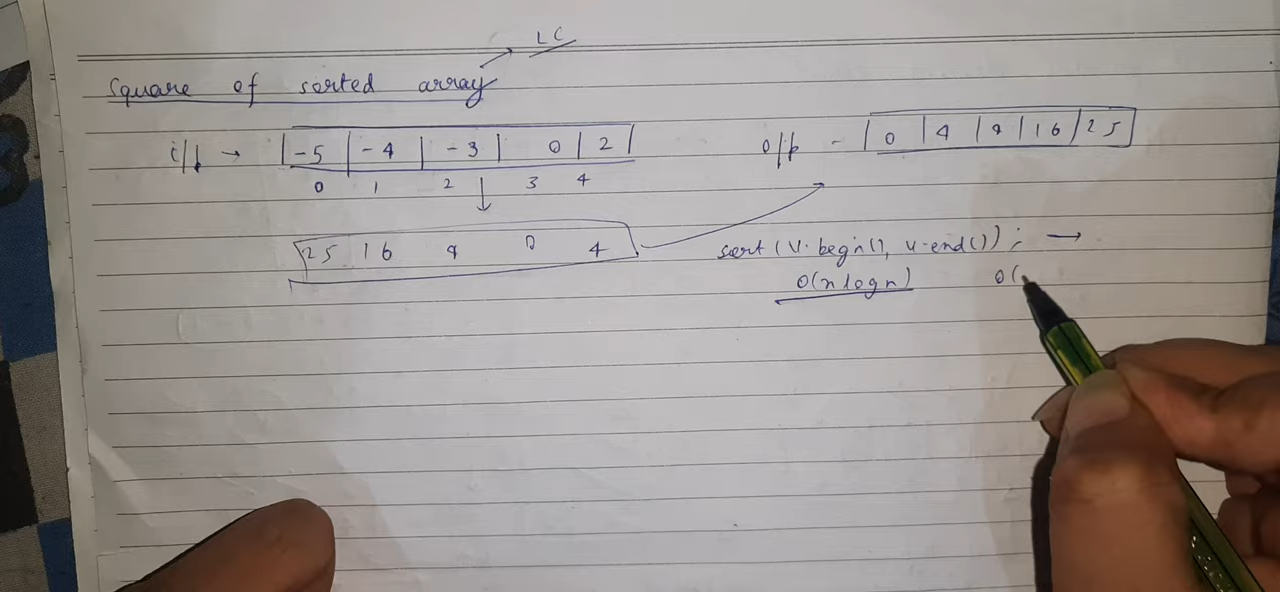 LC
Square of sorted array
i/p → -5 -4 -3 0 2
0 1 2 3 4
o/p - 0 4 9 16 25
25 16 9 0 4
sort(v.begin(), v.end()); →
O(n log n) O(